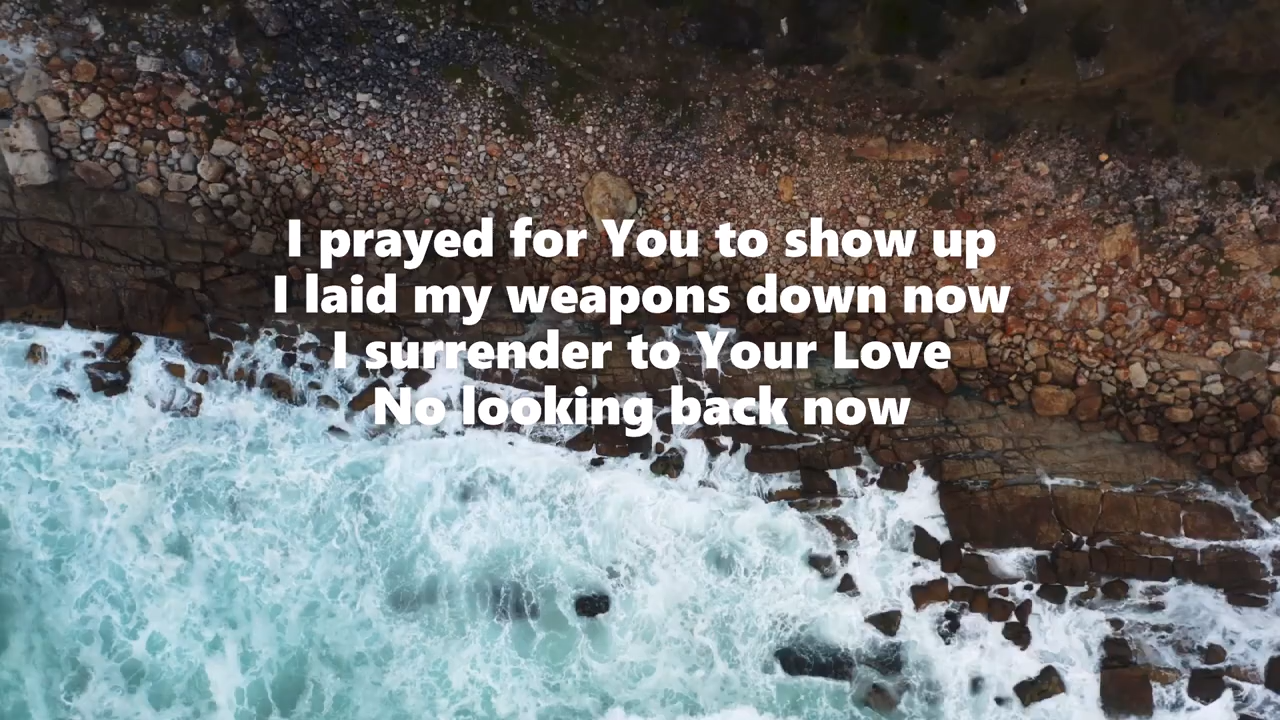 I prayed for You to show up
I laid my weapons down now
I surrender to Your Love
No looking back now